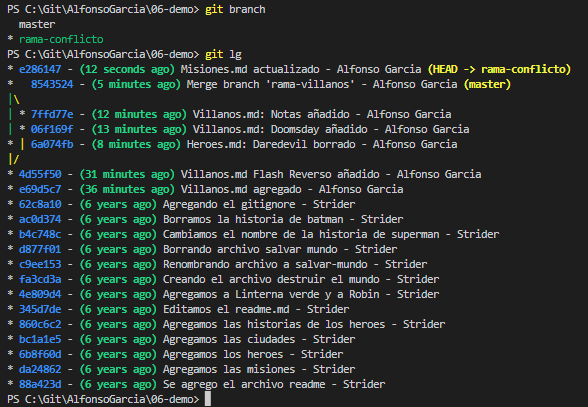 PS C:\Git\AlfonsoGarcia\06-demo> git branch
  master
* rama-conflicto
PS C:\Git\AlfonsoGarcia\06-demo> git lg
* e286147 - (12 seconds ago) Misiones.md actualizado - Alfonso Garcia (HEAD -> rama-conflicto)
*   8543524 - (5 minutes ago) Merge branch 'rama-villanos' - Alfonso Garcia (master)
|\
| * 7ffd77e - (12 minutes ago) Villanos.md: Notas añadido - Alfonso Garcia
| * 06f169f - (13 minutes ago) Villanos.md: Doomsday añadido - Alfonso Garcia
* | 6a074fb - (8 minutes ago) Heroes.md: Daredevil borrado - Alfonso Garcia
|/
* 4d55f50 - (31 minutes ago) Villanos.md Flash Reverso añadido - Alfonso Garcia
* e69d5c7 - (36 minutes ago) Villanos.md agregado - Alfonso Garcia
* 62c8a10 - (6 years ago) Agregando el gitignore - Strider
* ac0d374 - (6 years ago) Borramos la historia de batman - Strider
* b4c748c - (6 years ago) Cambiamos el nombre de la historia de superman - Strider
* d877f01 - (6 years ago) Borrando archivo salvar mundo - Strider
* c9ee153 - (6 years ago) Renombrando archivo a salvar-mundo - Strider
* fa3cd3a - (6 years ago) Creando el archivo destruir el mundo - Strider
* 4e809d4 - (6 years ago) Agregamos a Linterna verde y a Robin - Strider
* 345d7de - (6 years ago) Editamos el readme.md - Strider
* 860c6c2 - (6 years ago) Agregamos las historias de los heroes - Strider
* bc1a1e5 - (6 years ago) Agregamos las ciudades - Strider
* 6b8f60d - (6 years ago) Agregamos los heroes - Strider
* da24862 - (6 years ago) Agregamos las misiones - Strider
* 88a423d - (6 years ago) Se agrego el archivo readme - Strider
PS C:\Git\AlfonsoGarcia\06-demo>